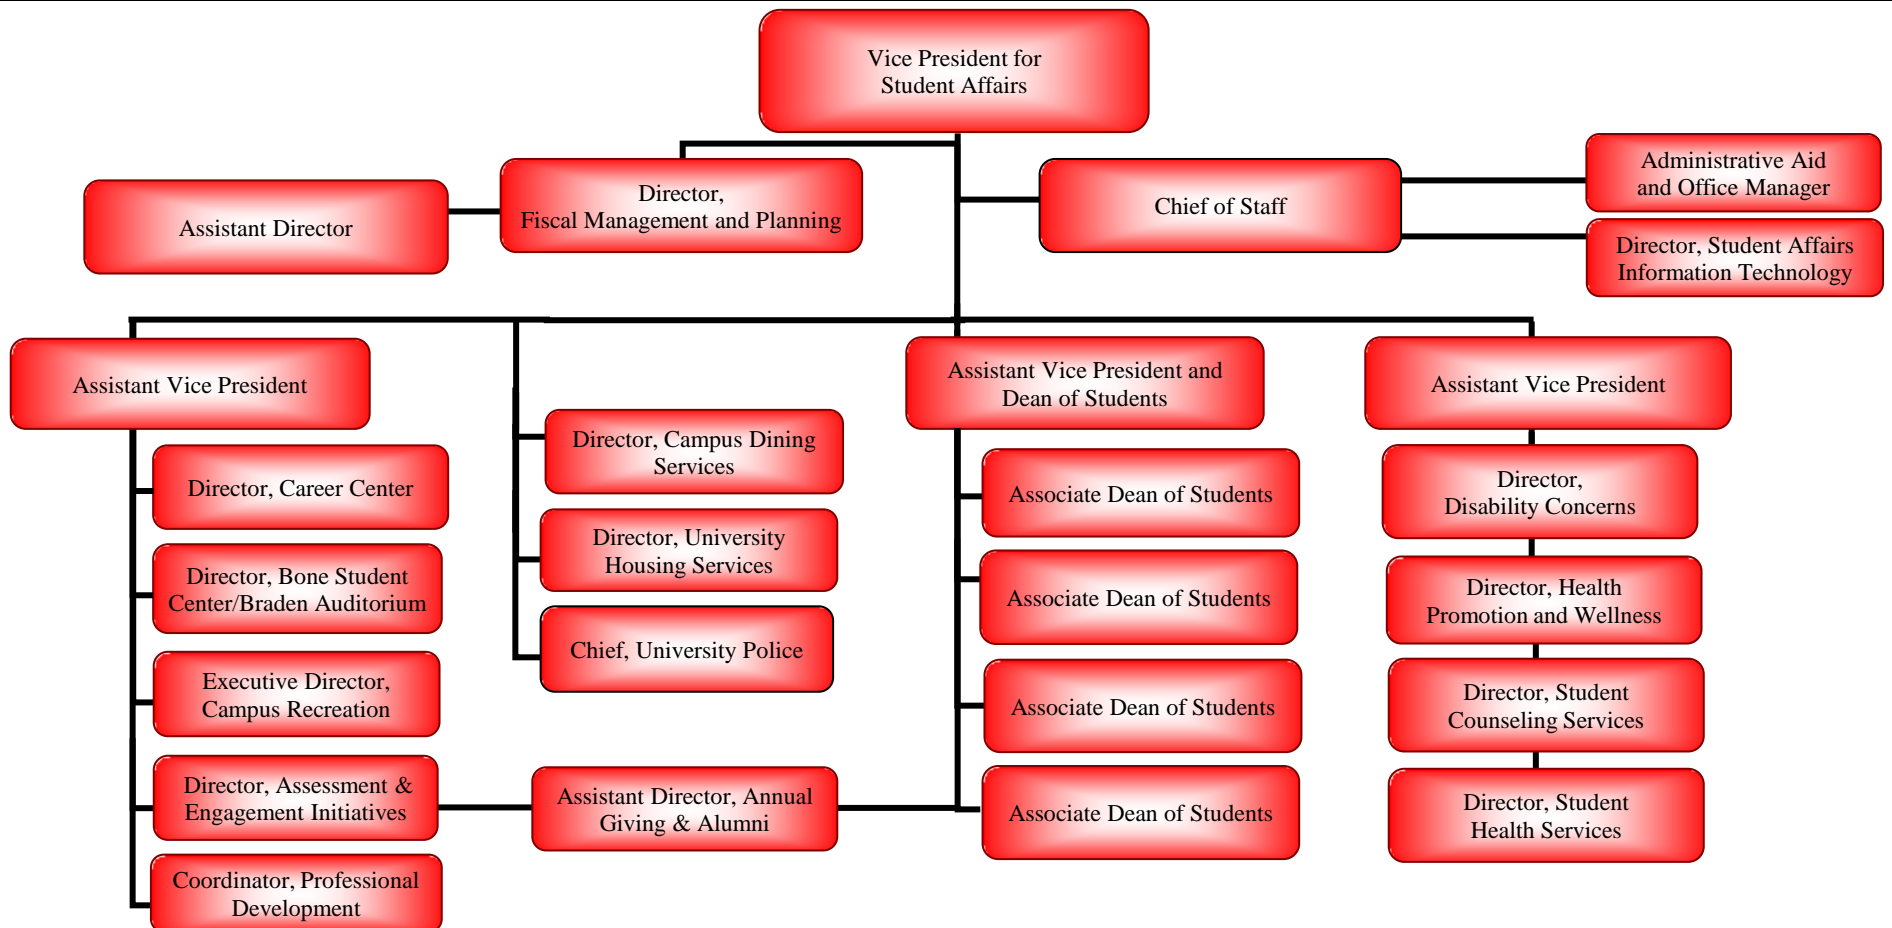 Vice President for
Student Affairs
Director,
Fiscal Management and Planning
Assistant Director
Chief of Staff
Administrative Aid
and Office Manager
Director, Student Affairs
Information Technology
Assistant Vice President
Director, Career Center
Director, Bone Student
Center/Braden Auditorium
Executive Director,
Campus Recreation
Director, Assessment &
Engagement Initiatives
Coordinator, Professional
Development
Director, Campus Dining
Services
Director, University
Housing Services
Chief, University Police
Assistant Director, Annual
Giving & Alumni
Assistant Vice President and
Dean of Students
Associate Dean of Students
Associate Dean of Students
Associate Dean of Students
Associate Dean of Students
Assistant Vice President
Director,
Disability Concerns
Director, Health
Promotion and Wellness
Director, Student
Counseling Services
Director, Student
Health Services